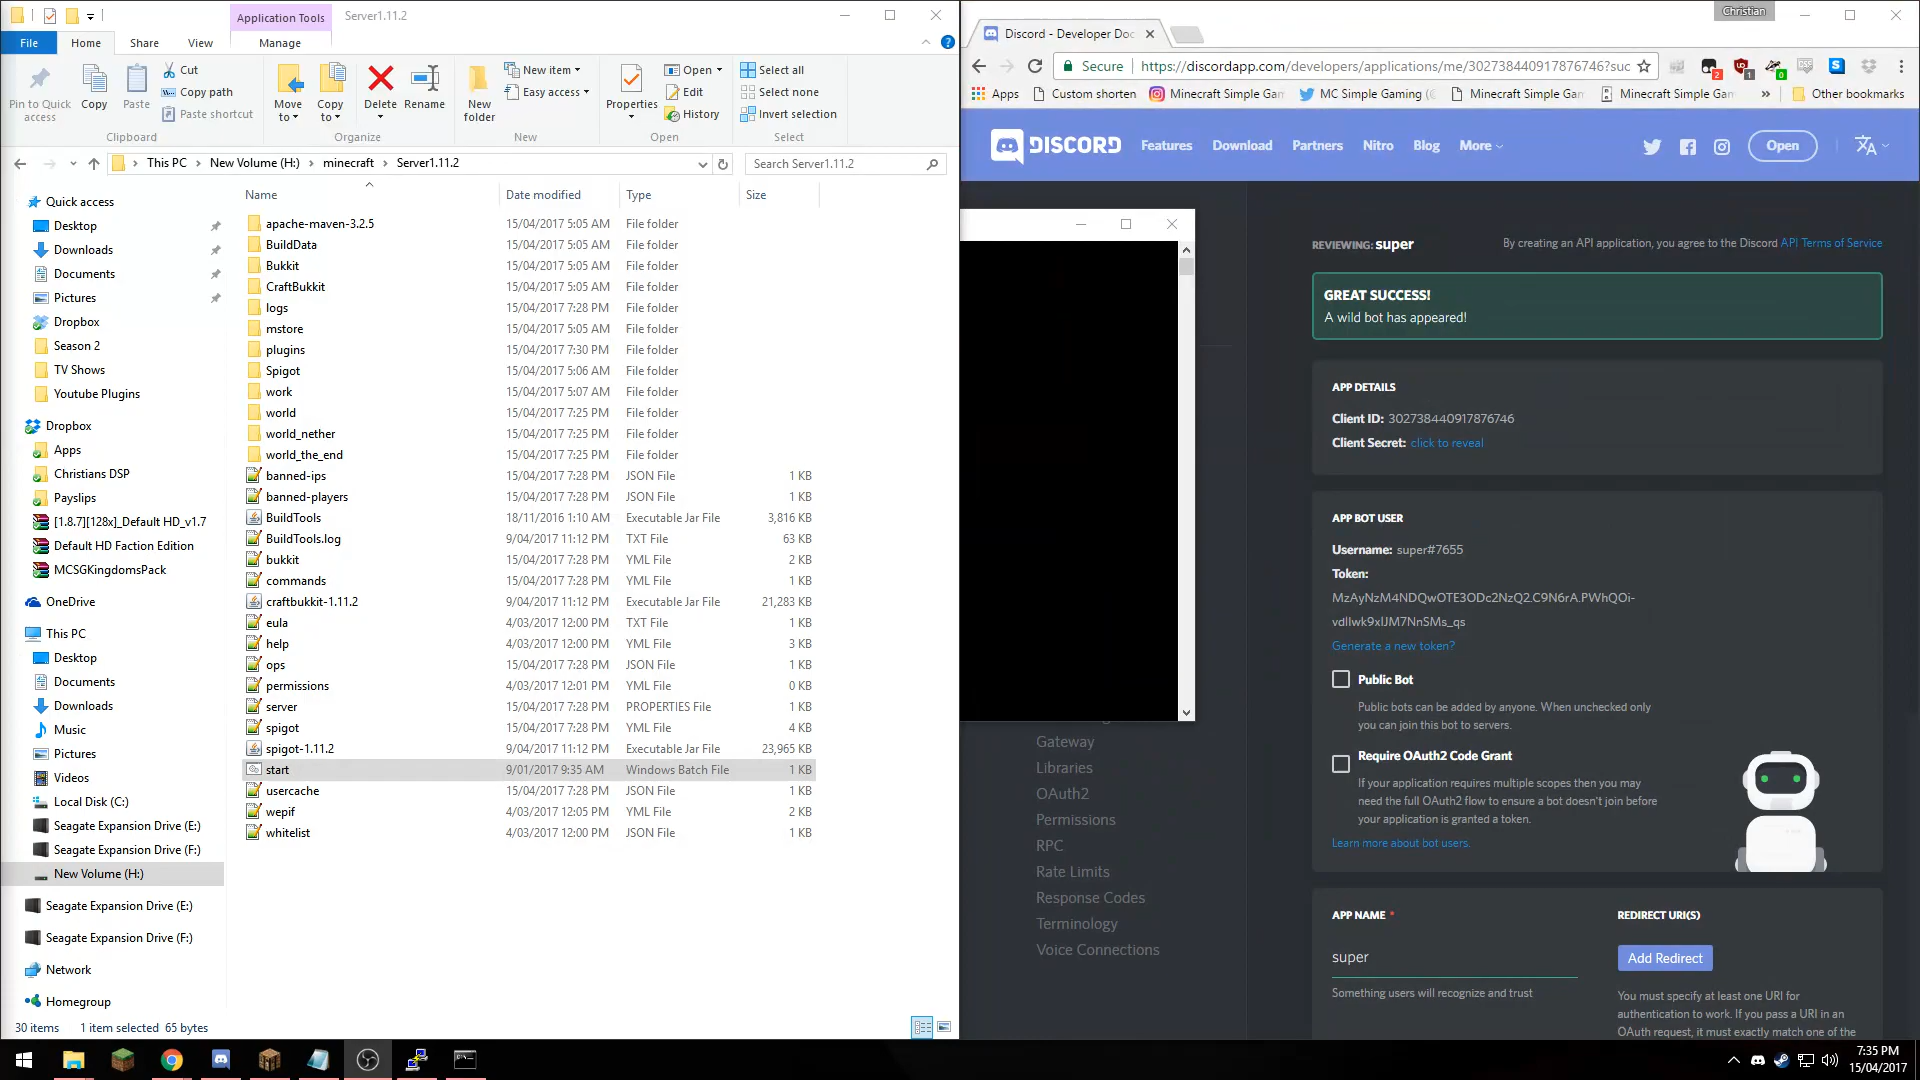 Application Tools
Server1.11.2
File
Home
Share
View
Manage
Pin to Quick access
Copy
Paste
Cut
Copy path
Paste shortcut
Clipboard
Move to
Copy to
Delete
Rename
Organize
New folder
New item
Easy access
New
Properties
Open
Edit
History
Open
Select all
Select none
Invert selection
Select
This PC
New Volume (H:)
minecraft
Server1.11.2
Search Server1.11.2
Name
Date modified
Type
Size
Quick access
Desktop
Downloads
Documents
Pictures
Dropbox
Season 2
TV Shows
Youtube Plugins
Dropbox
Apps
Christians DSP
Payslips
[1.8.7][128x]_Default HD_v1.7
Default HD Faction Edition
MCSGKingdomsPack
OneDrive
This PC
Desktop
Documents
Downloads
Music
Pictures
Videos
Local Disk (C:)
Seagate Expansion Drive (E:)
Seagate Expansion Drive (F:)
New Volume (H:)
Seagate Expansion Drive (E:)
Seagate Expansion Drive (F:)
Network
Homegroup
apache-maven-3.2.5 15/04/2017 5:05 AM File folder
BuildData 15/04/2017 5:05 AM File folder
Bukkit 15/04/2017 5:05 AM File folder
CraftBukkit 15/04/2017 5:05 AM File folder
logs 15/04/2017 7:28 PM File folder
mstore 15/04/2017 5:05 AM File folder
plugins 15/04/2017 7:30 PM File folder
Spigot 15/04/2017 5:06 AM File folder
work 15/04/2017 5:07 AM File folder
world 15/04/2017 7:25 PM File folder
world_nether 15/04/2017 7:25 PM File folder
world_the_end 15/04/2017 7:25 PM File folder
banned-ips 15/04/2017 7:28 PM JSON File 1 KB
banned-players 15/04/2017 7:28 PM JSON File 1 KB
BuildTools 18/11/2016 1:10 AM Executable Jar File 3,816 KB
BuildTools.log 9/04/2017 11:12 PM TXT File 63 KB
bukkit 15/04/2017 7:28 PM YML File 2 KB
commands 15/04/2017 7:28 PM YML File 1 KB
craftbukkit-1.11.2 9/04/2017 11:12 PM Executable Jar File 21,283 KB
eula 4/03/2017 12:00 PM TXT File 1 KB
help 4/03/2017 12:00 PM YML File 3 KB
ops 15/04/2017 7:28 PM JSON File 1 KB
permissions 4/03/2017 12:01 PM YML File 0 KB
server 15/04/2017 7:28 PM PROPERTIES File 1 KB
spigot 15/04/2017 7:28 PM YML File 4 KB
spigot-1.11.2 9/04/2017 11:12 PM Executable Jar File 23,965 KB
start 9/01/2017 9:35 AM Windows Batch File 1 KB
usercache 15/04/2017 7:28 PM JSON File 1 KB
wepif 4/03/2017 12:05 PM YML File 2 KB
whitelist 4/03/2017 12:00 PM JSON File 1 KB
30 items
1 item selected 65 bytes
Christian
Discord - Developer Doc
Secure
https://discordapp.com/developers/applications/me/302738440917876746?suc
Apps
Custom shorten
Minecraft Simple Gam
MC Simple Gaming (@
Minecraft Simple Gam
Minecraft Simple Gam
»
Other bookmarks
DISCORD
Features
Download
Partners
Nitro
Blog
More
Open
REVIEWING: super
By creating an API application, you agree to the Discord API Terms of Service
GREAT SUCCESS!
A wild bot has appeared!
APP DETAILS
Client ID: 302738440917876746
Client Secret: click to reveal
APP BOT USER
Username: super#7655
Token:
MzAyNzM4NDQwOTE3ODc2NzQ2.C9N6rA.PWhQOi-
vdlIwk9xIJM7NnSMs_qs
Generate a new token?
Public Bot
Public bots can be added by anyone. When unchecked only
you can join this bot to servers.
Require OAuth2 Code Grant
If your application requires multiple scopes then you may
need the full OAuth2 flow to ensure a bot doesn't join before
your application is granted a token.
Learn more about bot users.
APP NAME *
super
Something users will recognize and trust
REDIRECT URI(S)
Add Redirect
You must specify at least one URI for
authentication to work. If you pass a URI in an
OAuth request, it must exactly match one of the
Gateway
Libraries
OAuth2
Permissions
RPC
Rate Limits
Response Codes
Terminology
Voice Connections
7:35 PM
15/04/2017